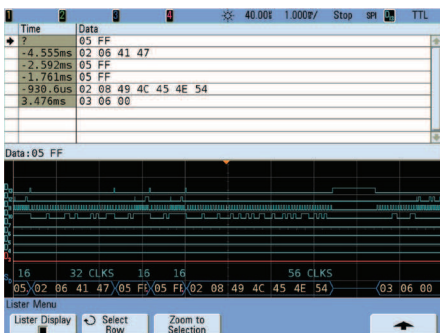 1 2 3 4 40.00s 1.000s/ Stop SPI TTL
Time Data
? 05 FF
-4.555ms 02 06 41 47
-2.592ms 05 FF
-1.761ms 05 FF
-930.6us 02 08 49 4C 45 4E 54
3.476ms 03 06 00
Data:05 FF
16 32 CLKS 16 16 56 CLKS
05 02 06 41 47 05 FF 05 FF 02 08 49 4C 45 4E 54 03 06 00
Lister Menu
Lister Display Select Zoom to
Row Selection